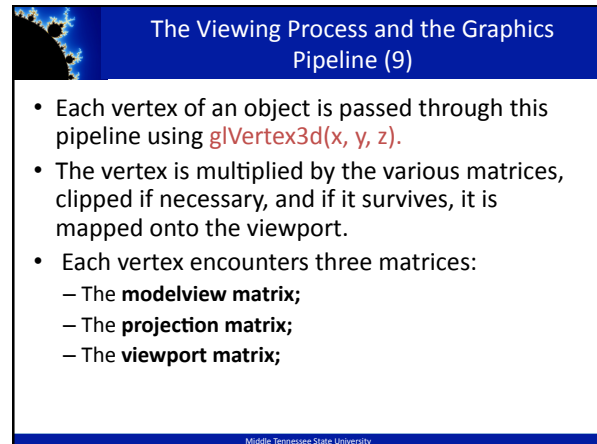 The Viewing Process and the Graphics
Pipeline (9)
• Each vertex of an object is passed through this
pipeline using glVertex3d(x, y, z).
• The vertex is multiplied by the various matrices,
clipped if necessary, and if it survives, it is
mapped onto the viewport.
• Each vertex encounters three matrices:
– The modelview matrix;
– The projection matrix;
– The viewport matrix;
Middle Tennessee State University